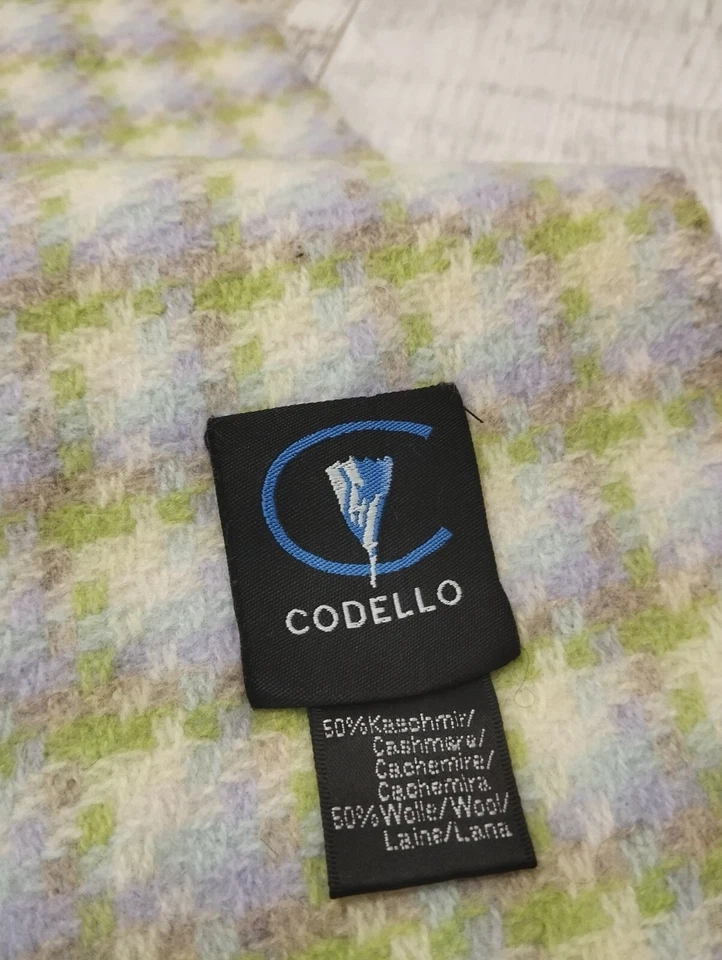 CODELLO
50%Kaschmir/
Cashmere/
Cachemire/
Cachemira
50%Wolle/Wool/
Laine/Lana